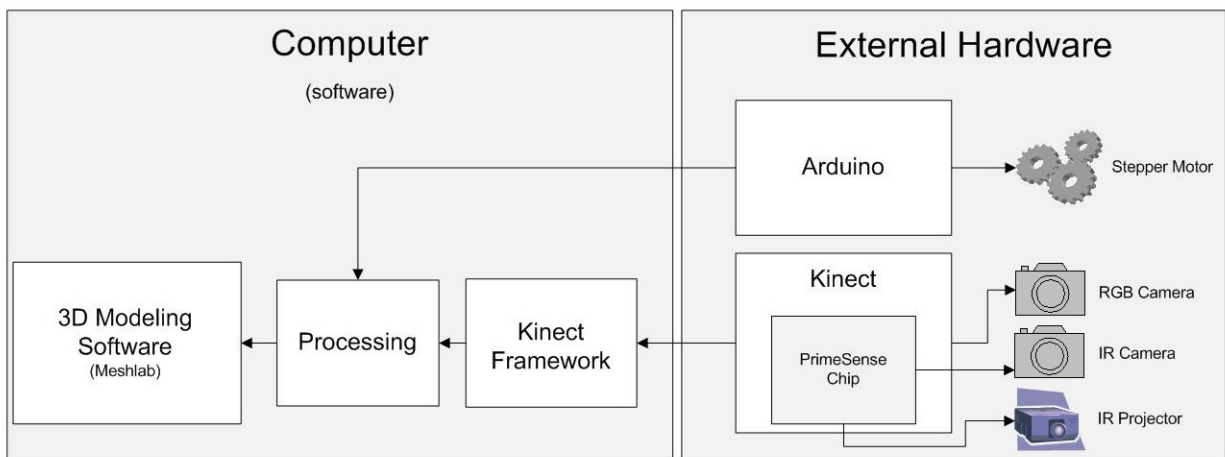 Computer
(software)
3D Modeling
Software
(Meshlab)
Processing
Kinect
Framework
External Hardware
Arduino
Stepper Motor
Kinect
PrimeSense
Chip
RGB Camera
IR Camera
IR Projector